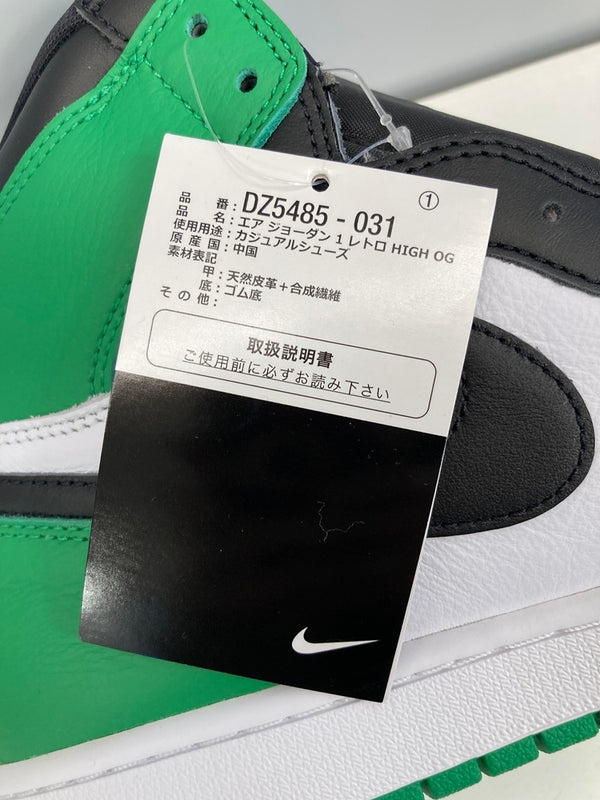 ①
品番：DZ5485 - 031
品名：エア ジョーダン 1 レトロ HIGH OG
使用用途：カジュアルシューズ
原産国：中国
素材表記
甲：天然皮革＋合成繊維
底：ゴム底
その他：
取扱説明書
ご使用前に必ずお読み下さい